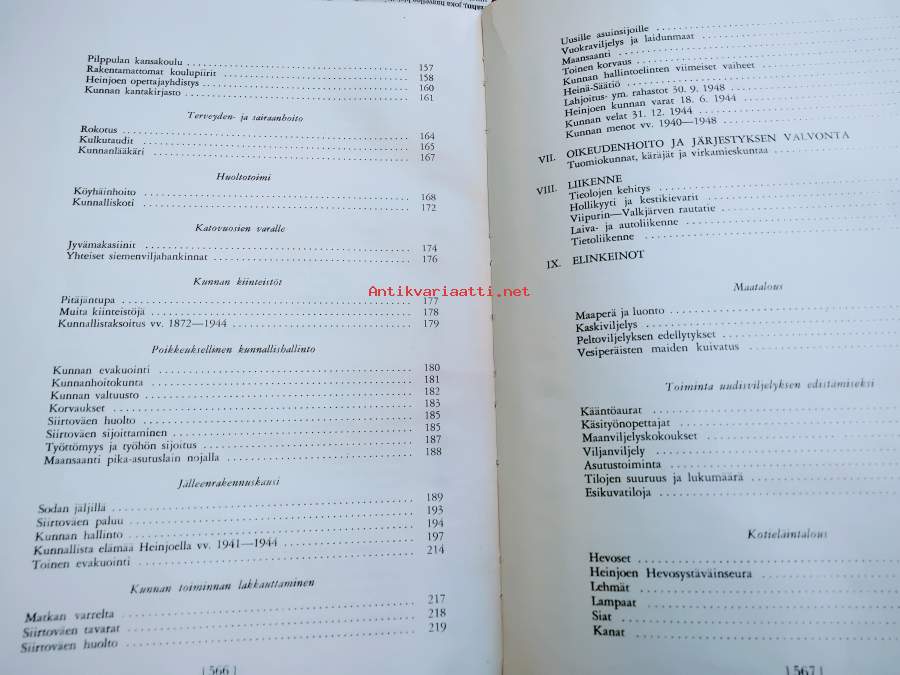 Pilppulan kansakoulu 157
Rakentamattomat koulupiirit 158
Heinjoen opettajayhdistys 160
Kunnan kantakirjasto 161
Terveyden- ja sairaanhoito
Rokotus 164
Kulkutaudit 165
Kunnanlääkäri 167
Huoltotoimi
Köyhäinhoito 168
Kunnalliskoti 172
Katovuosien varalle
Jyvämakasiinit 174
Yhteiset siemenviljahankinnat 176
Kunnan kiinteistöt
Pitäjäntupa 177
Muita kiinteistöjä 178
Kunnallistaksoitus vv. 1872—1944 179
Poikkeuksellinen kunnallishallinto
Kunnan evakuointi 180
Kunnanhoitokunta 181
Kunnan valtuusto 182
Korvaukset 183
Siirtoväen huolto 185
Siirtoväen sijoittaminen 185
Työttömyys ja työhön sijoitus 187
Maansaanti pika-asutuslain nojalla 188
Jälleenrakennuskausi
Sodan jäljillä 189
Siirtoväen paluu 193
Kunnan hallinto 194
Kunnallista elämää Heinjoella vv. 1941—1944 197
Toinen evakuointi 214
Kunnan toiminnan lakkauttaminen
Matkan varrelta 217
Siirtoväen tavarat 218
Siirtoväen huolto 219
[566]
Uusille asuinsijoille
Vuokraviljelys ja laidunmaat
Maansaanti
Toinen korvaus
Kunnan hallintoelinten viimeiset vaiheet
Heinä-Säätiö
Lahjoitus- ym. rahastot 30. 9. 1948
Heinjoen kunnan varat 18. 6. 1944
Kunnan velat 31. 12. 1944
Kunnan menot vv. 1940—1948
VII. OIKEUDENHOITO JA JÄRJESTYKSEN VALVONTA
Tuomiokunnat, käräjät ja virkamieskuntaa
VIII. LIIKENNE
Tieolojen kehitys
Hollikyyti ja kestikievarit
Viipurin—Valkjärven rautatie
Laiva- ja autoliikenne
Tietoliikenne
IX. ELINKEINOT
Maatalous
Maaperä ja luonto
Kaskiviljelys
Peltoviljelyksen edellytykset
Vesiperäisten maiden kuivatus
Toiminta uudisviljelyksen edistämiseksi
Kääntöaurat
Käsityönopettajat
Maanviljelyskokoukset
Viljanviljely
Asutustoiminta
Tilojen suuruus ja lukumäärä
Esikuvatiloja
Kotieläintalous
Hevoset
Heinjoen Hevosystäväinseura
Lehmät
Lampaat
Siat
Kanat
[567]
Antikvariaatti.net